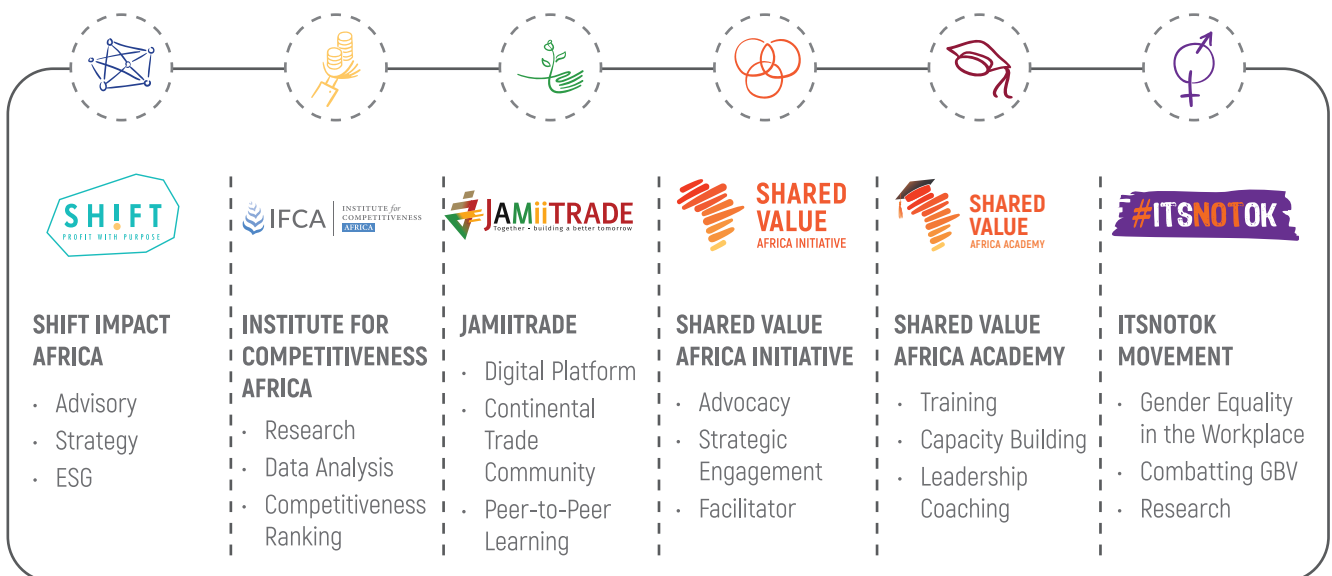 SH!FT
PROFIT WITH PURPOSE
SHIFT IMPACT
AFRICA
· Advisory
· Strategy
· ESG
IFCA
INSTITUTE for
COMPETITIVENESS
AFRICA
INSTITUTE FOR
COMPETITIVENESS
AFRICA
· Research
· Data Analysis
· Competitiveness
Ranking
JAMiiTRADE
Together - building a better tomorrow
JAMIITRADE
· Digital Platform
· Continental
Trade
Community
· Peer-to-Peer
Learning
SHARED
VALUE
AFRICA INITIATIVE
SHARED VALUE
AFRICA INITIATIVE
· Advocacy
· Strategic
Engagement
· Facilitator
SHARED
VALUE
AFRICA ACADEMY
SHARED VALUE
AFRICA ACADEMY
· Training
· Capacity Building
· Leadership
Coaching
#ITSNOTOK
ITSNOTOK
MOVEMENT
· Gender Equality
in the Workplace
· Combatting GBV
· Research